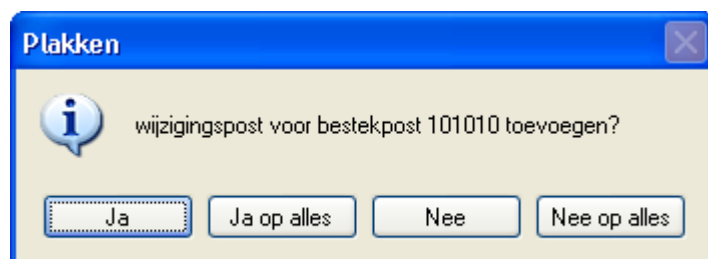 Plakken
wijzigingspost voor bestekpost 101010 toevoegen?
Ja Ja op alles Nee Nee op alles